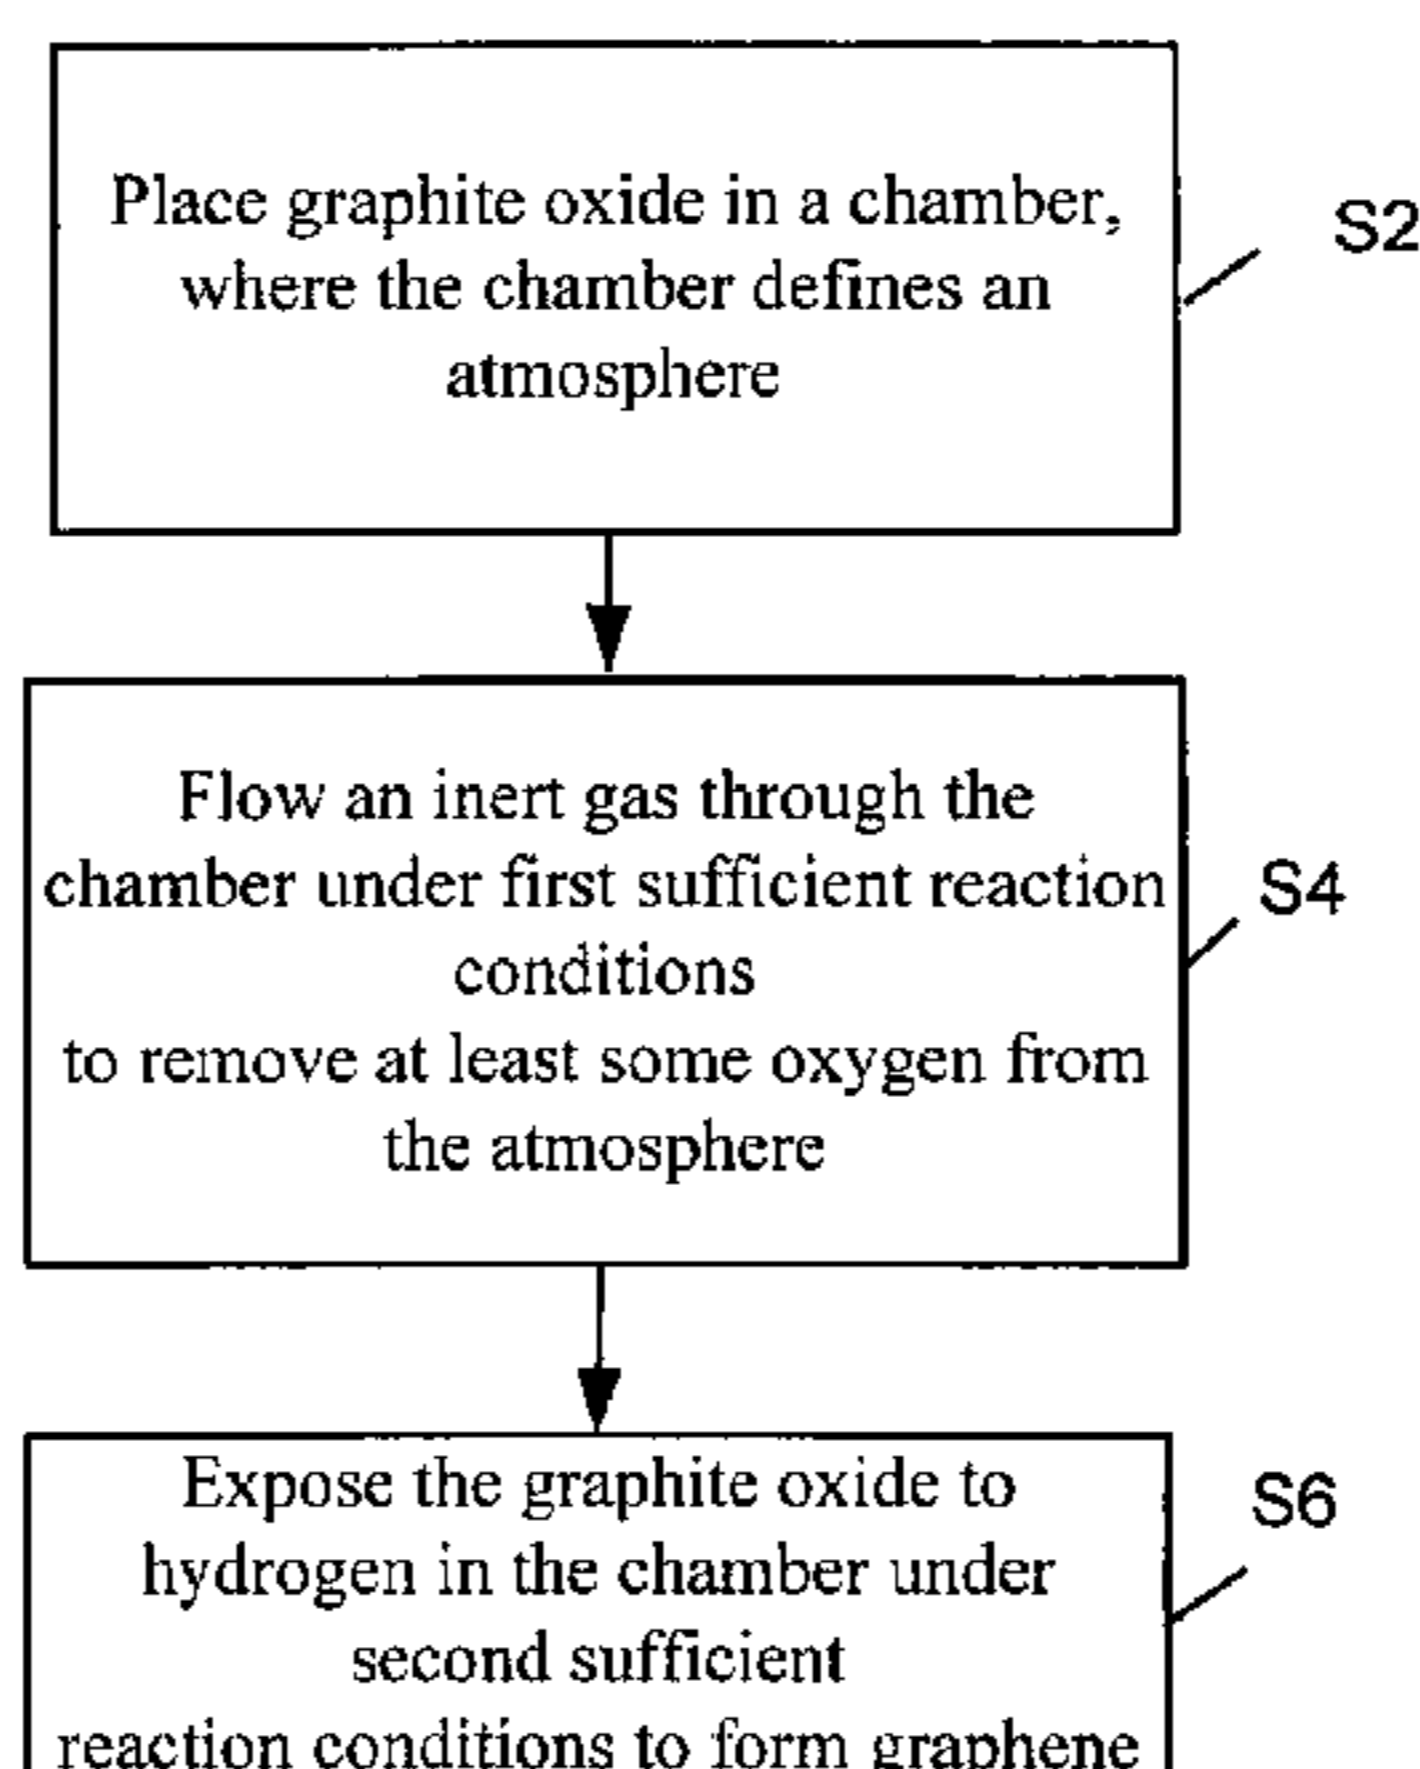 Place graphite oxide in a chamber,
where the chamber defines an
atmosphere
S2
Flow an inert gas through the
chamber under first sufficient reaction
conditions
to remove at least some oxygen from
the atmosphere
S4
Expose the graphite oxide to
hydrogen in the chamber under
second sufficient
reaction conditions to form graphene
S6